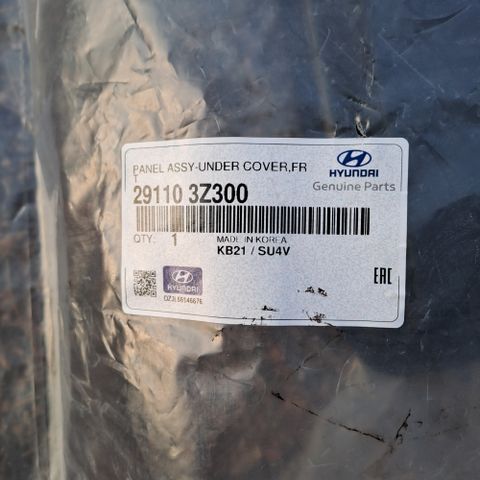 PANEL ASSY-UNDER COVER,FR
T
HYUNDAI
Genuine Parts
29110 3Z300
QTY: 1
MADE IN KOREA
KB21 / SU4V
HYUNDAI
EAC